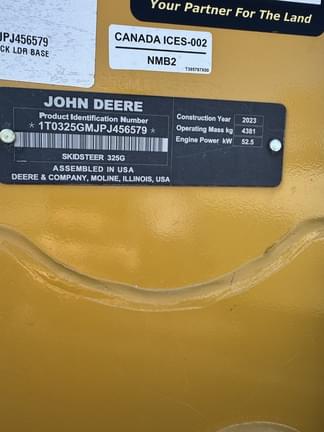 Your Partner For The Land
JPJ456579
CK LDR BASE
CANADA ICES-002
NMB2
JOHN DEERE
Product Identification Number
*1T0325GMJPJ456579*
SKIDSTEER 325G
ASSEMBLED IN USA
DEERE & COMPANY, MOLINE, ILLINOIS, USA
Construction Year 2023
Operating Mass kg 4381
Engine Power kW 52.5